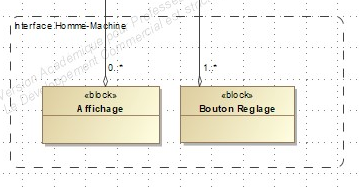 Interface Homme-Machine
0..*
1..*
«block»
Affichage
«block»
Bouton Reglage